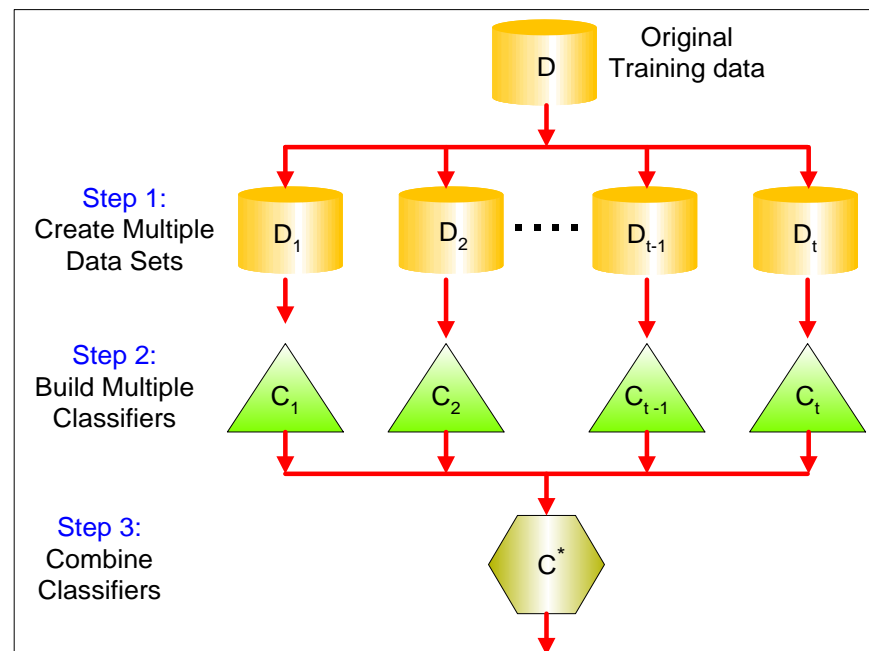 Original
Training data
D
Step 1:
Create Multiple
Data Sets
D1
D2
....
Dt-1
Dt
Step 2:
Build Multiple
Classifiers
C1
C2
Ct -1
Ct
Step 3:
Combine
Classifiers
C*